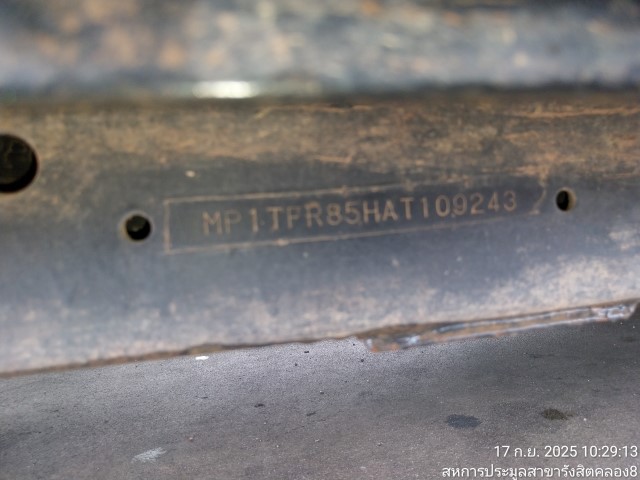 MP1TFR85HAT109243
17 ก.ย. 2025 10:29:13
สหการประมูลสาขารังสิตคลอง8